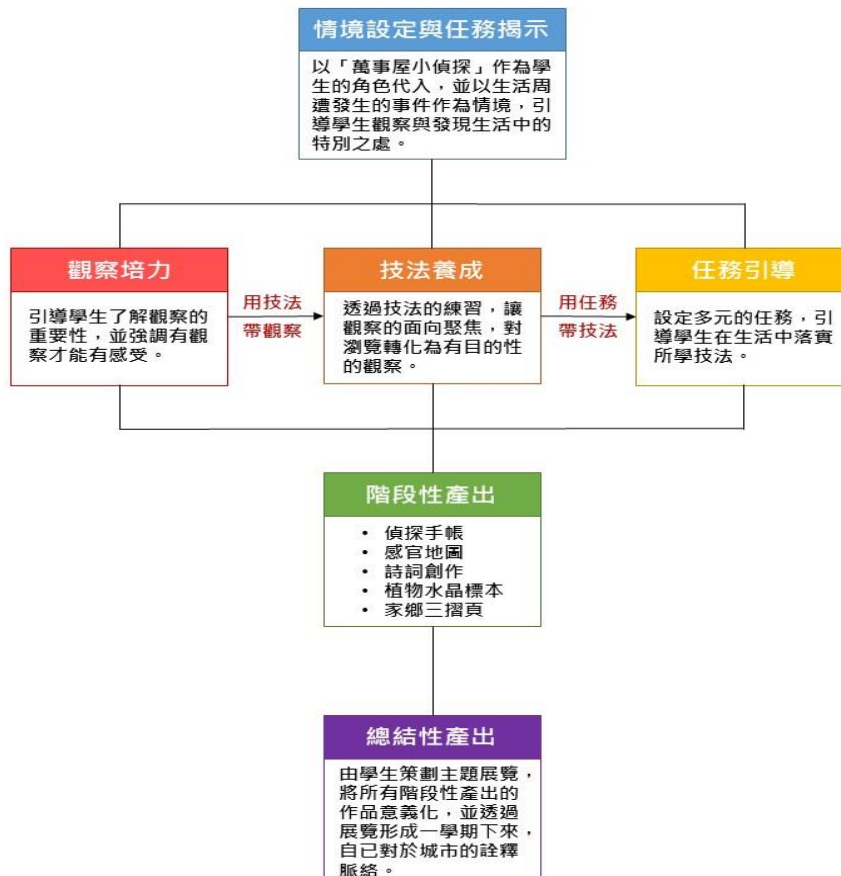 情境設定與任務揭示
以「萬事屋小偵探」作為學
生的角色代入，並以生活周
遭發生的事件作為情境，引
導學生觀察與發現生活中的
特別之處。
觀察培力
引導學生了解觀察的
重要性，並強調有觀
察才能有感受。
用技法
帶觀察
技法養成
透過技法的練習，讓
觀察的面向聚焦，對
瀏覽轉化為有目的性
的觀察。
用任務
帶技法
任務引導
設定多元的任務，引
導學生在生活中落實
所學技法。
階段性產出
• 偵探手帳
• 感官地圖
• 詩詞創作
• 植物水晶標本
• 家鄉三摺頁
總結性產出
由學生策劃主題展覽，
將所有階段性產出的
作品意義化，並透過
展覽形成一學期下來，
自已對於城市的詮釋
脈絡。